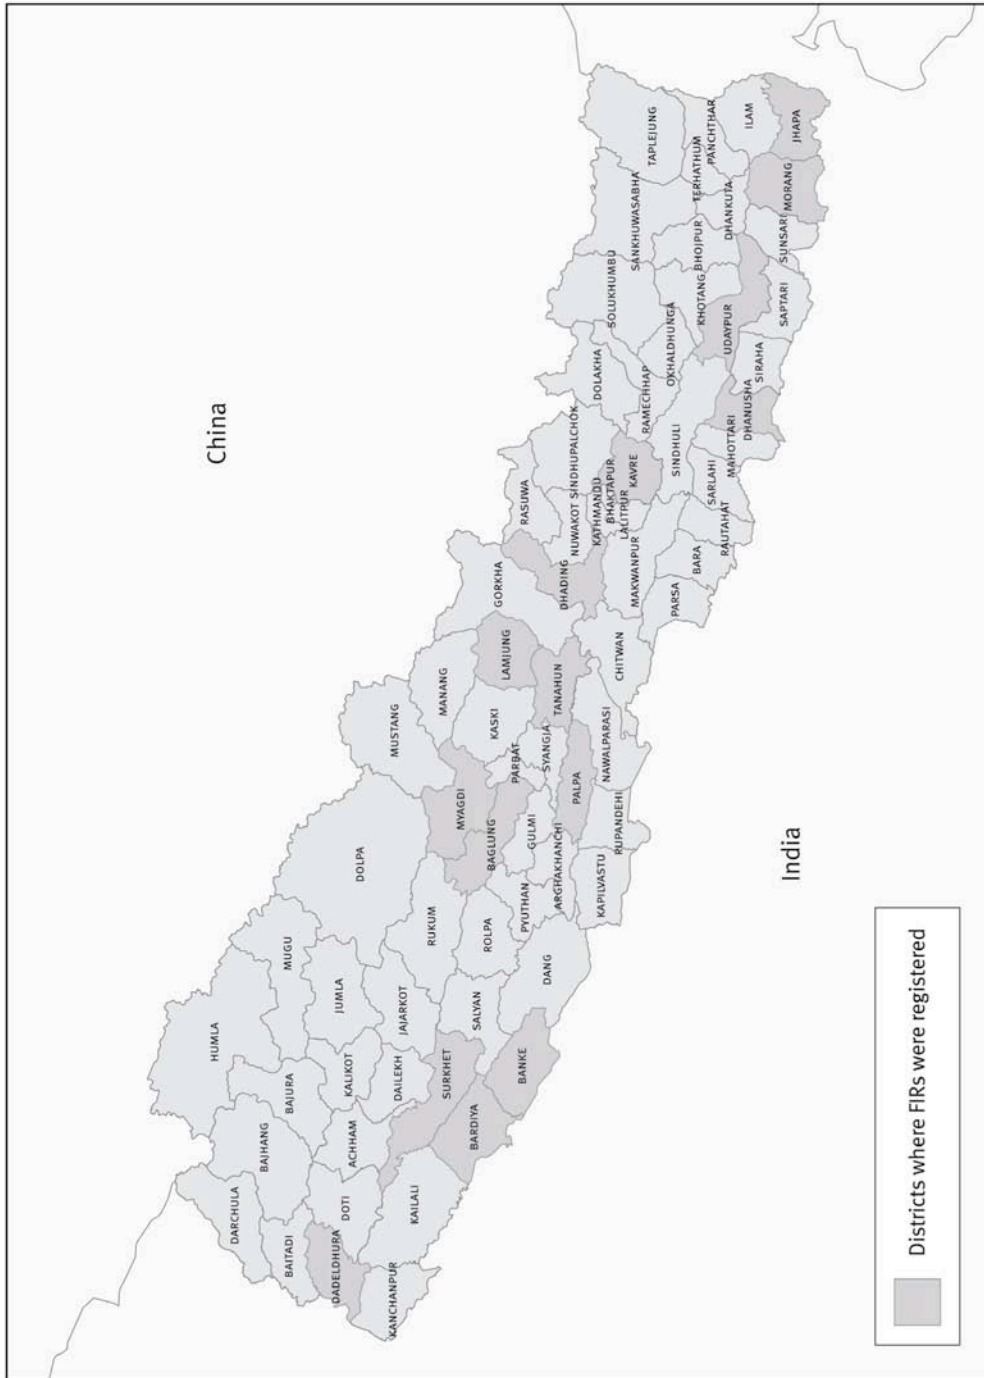 China
India
DARCHULA
HUMLA
BAJHANG
BAITADI
BAJURA
MUGU
DADELDHURA
DOTI
ACHHAM
KALIKOT
JUMLA
DOLPA
MUSTANG
KANCHANPUR
KAILALI
DAILEKH
JAJARKOT
RUKUM
MYAGDI
MANANG
SURKHET
BARDIYA
BANKE
SALYAN
ROLPA
BAGLUNG
PARBAT
KASKI
LAMJUNG
GORKHA
DANG
PYUTHAN
GULMI
ARGHAKHANCHI
SYANGJA
TANAHUN
PALPA
KAPILVASTU
RUPANDEHI
NAWALPARASI
CHITWAN
DHADING
RASUWA
NUWAKOT
SINDHUPALCHOK
KATHMANDU
BHAKTAPUR
LALITPUR
KAVRE
MAKWANPUR
PARSA
BARA
RAUTAHAT
SARLAHI
MAHOTTARI
DHANUSHA
SINDHULI
RAMECHHAP
DOLAKHA
OKHALDHUNGA
SOLUKHUMBU
SANKHUWASABHA
TAPLEJUNG
KHOTANG
BHOJPUR
TERHATHUM
PANCHTHAR
DHANKUTA
UDAYPUR
SIRAHA
SAPTARI
SUNSARI
MORANG
ILAM
JHAPA
Districts where FIRs were registered